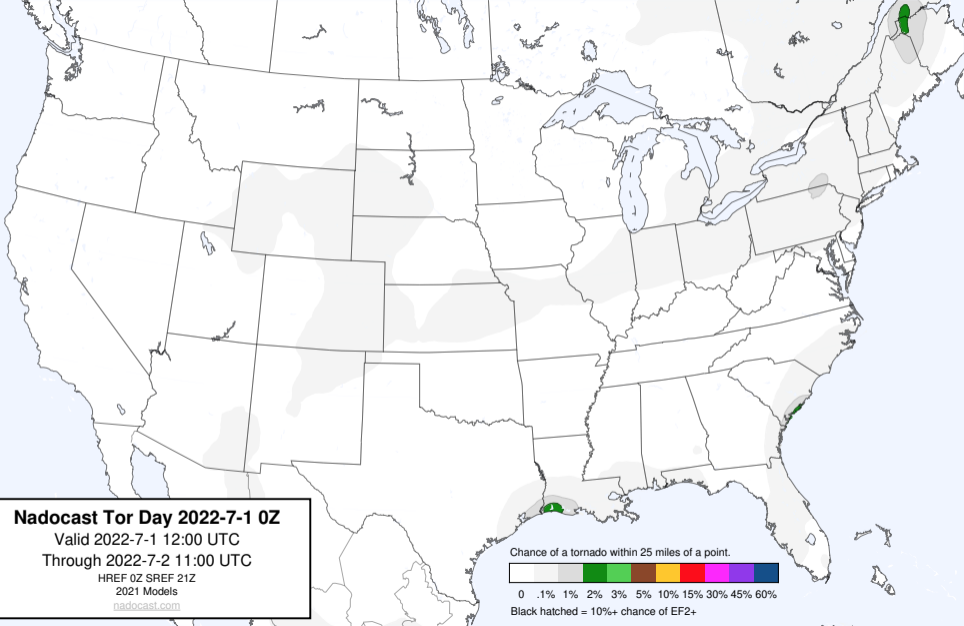 Nadocast Tor Day 2022-7-1 0Z
Valid 2022-7-1 12:00 UTC
Through 2022-7-2 11:00 UTC
HREF 0Z SREF 21Z
2021 Models
nadocast.com
Chance of a tornado within 25 miles of a point.
0 .1% 1% 2% 3% 5% 10% 15% 30% 45% 60%
Black hatched = 10%+ chance of EF2+